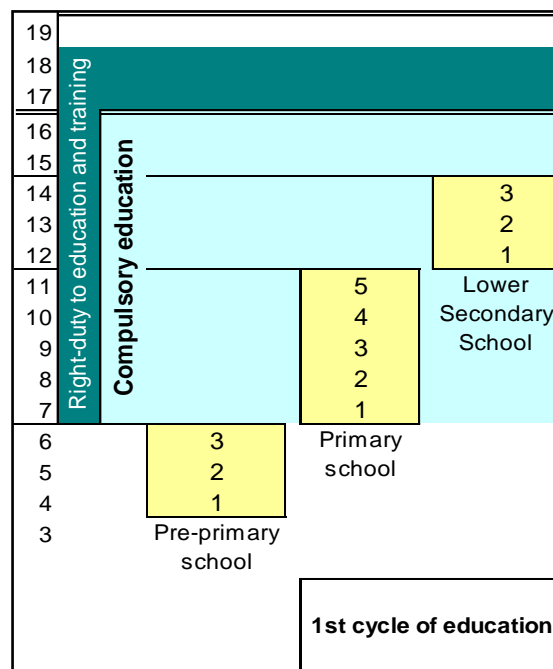 19
18
17
16
15
14
13
12
11
10
9
8
7
6
5
4
3
Right-duty to education and training
Compulsory education
3
2
1
Lower
Secondary
School
5
4
3
2
1
Primary
school
3
2
1
Pre-primary
school
1st cycle of education